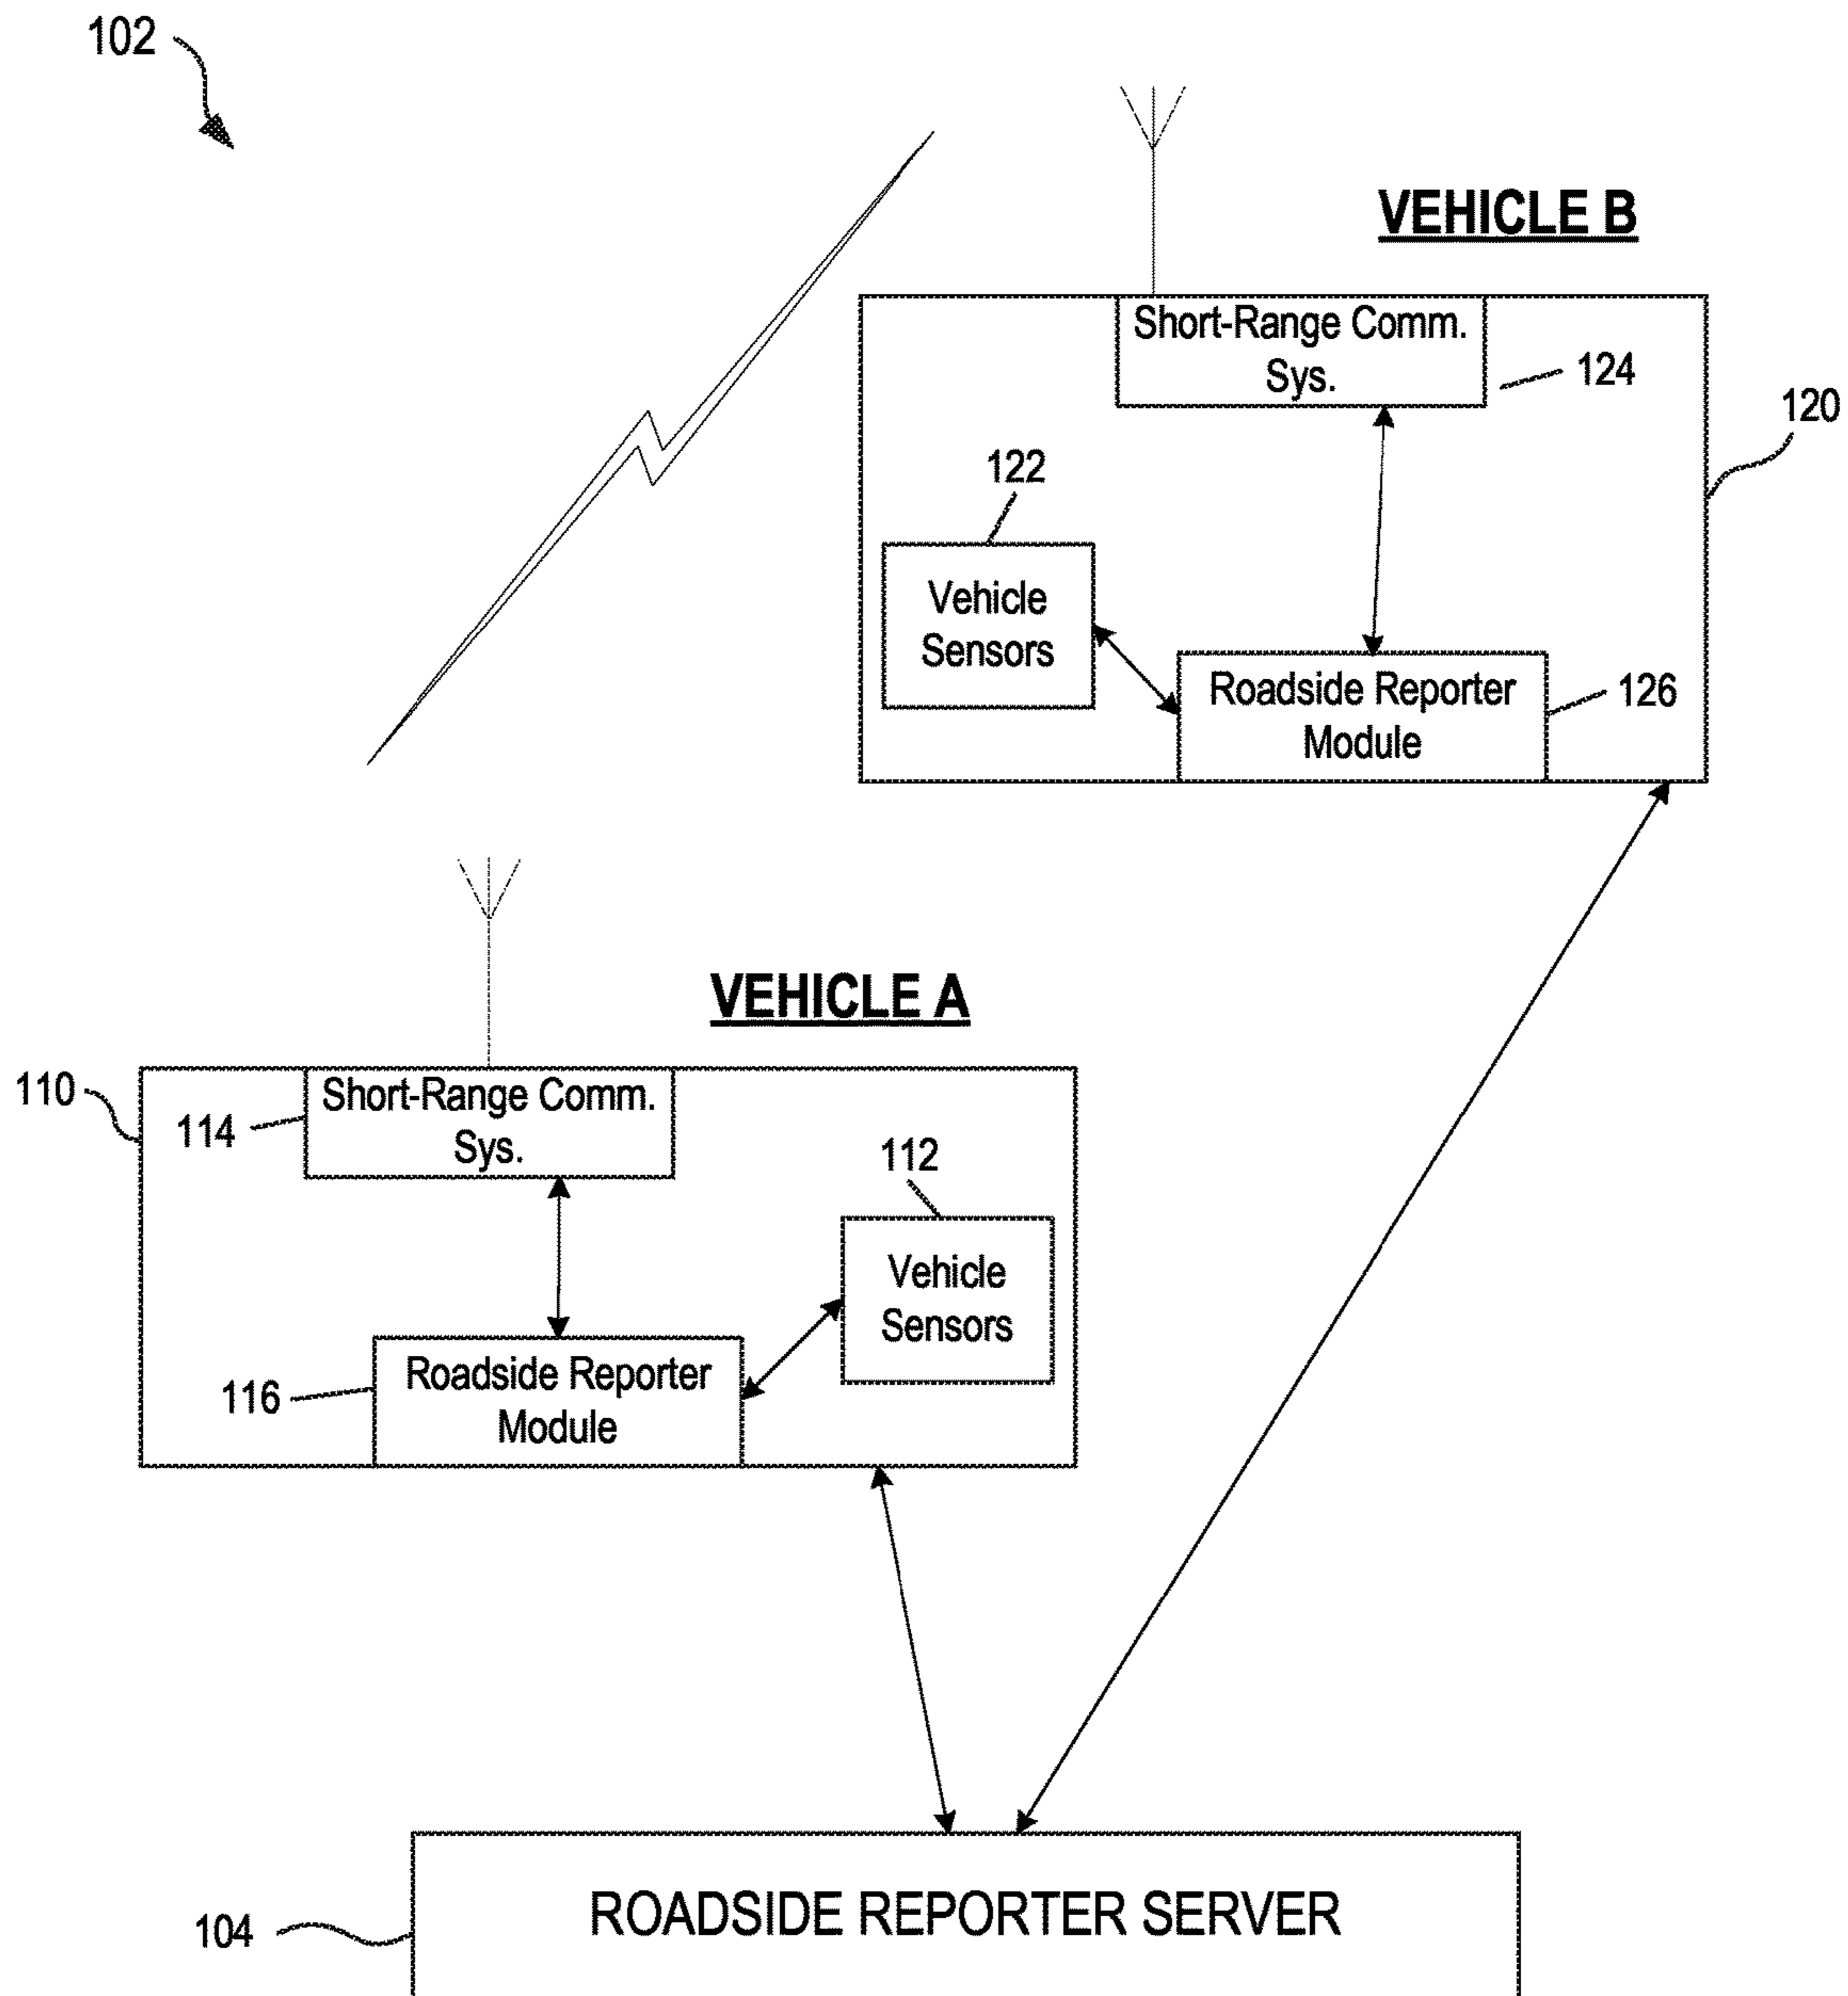 102
VEHICLE B
Short-Range Comm.
Sys.
124
120
122
Vehicle
Sensors
Roadside Reporter
Module
126
VEHICLE A
110
Short-Range Comm.
Sys.
114
112
Vehicle
Sensors
Roadside Reporter
Module
116
ROADSIDE REPORTER SERVER
104